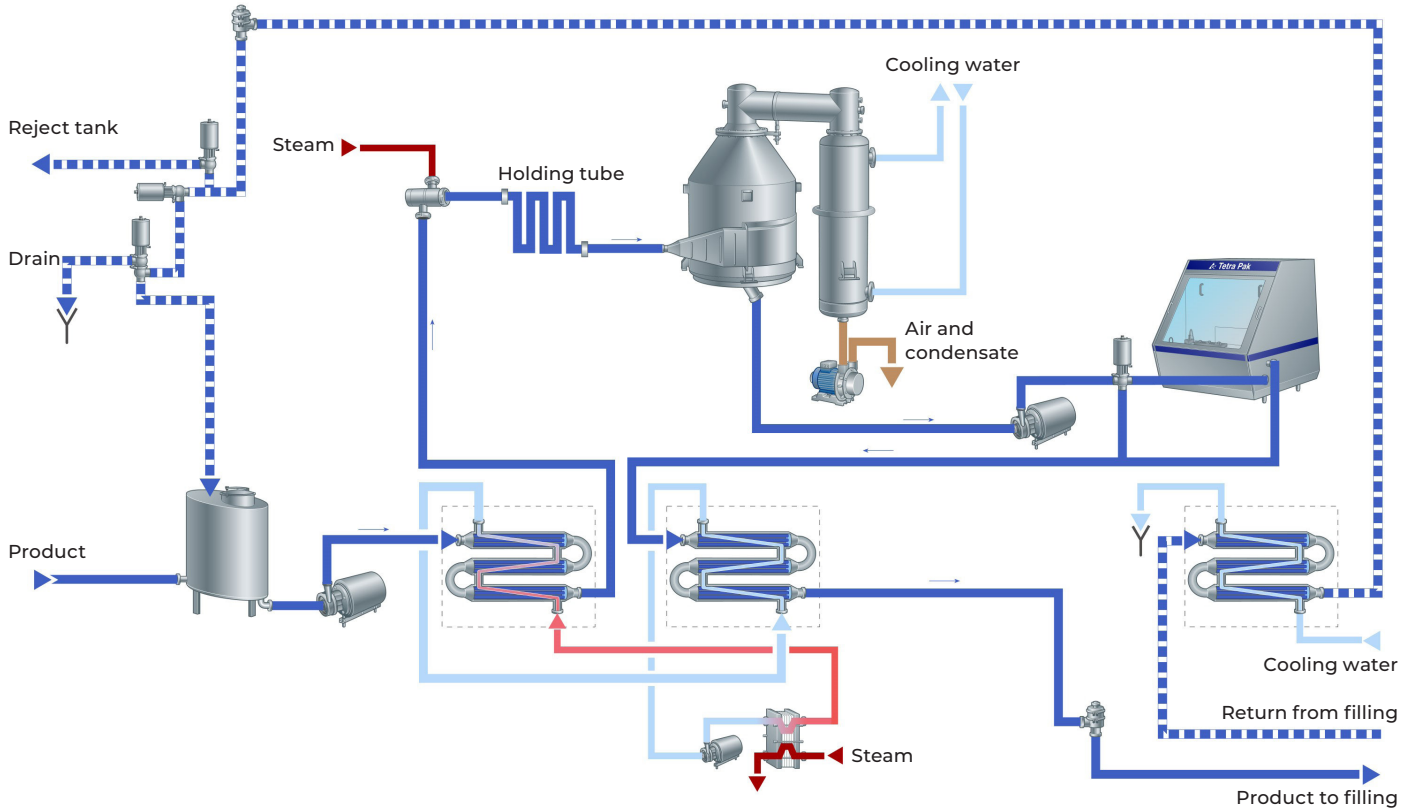 Cooling water
Reject tank
Steam
Holding tube
Drain
Tetra Pak
Air and
condensate
Product
Cooling water
Return from filling
Steam
Product to filling